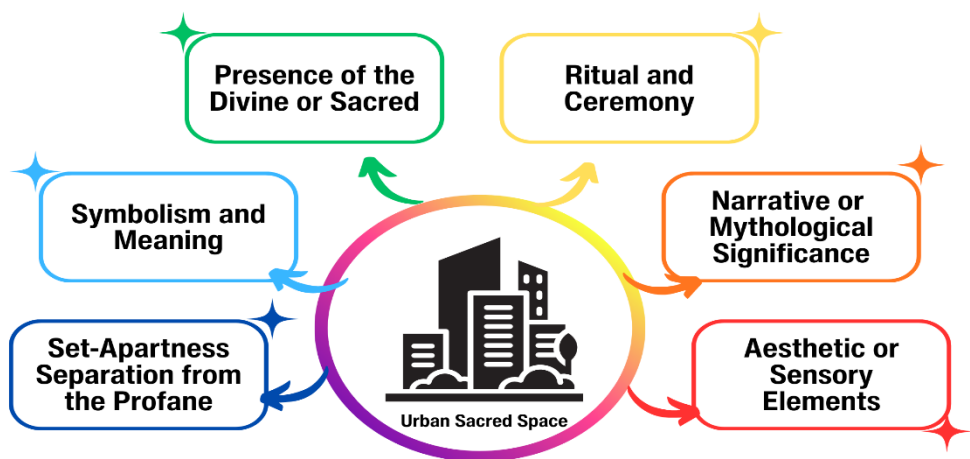 Presence of the
Divine or Sacred
Ritual and
Ceremony
Symbolism and
Meaning
Narrative or
Mythological
Significance
Set-Apartness
Separation from
the Profane
Aesthetic or
Sensory
Elements
Urban Sacred Space